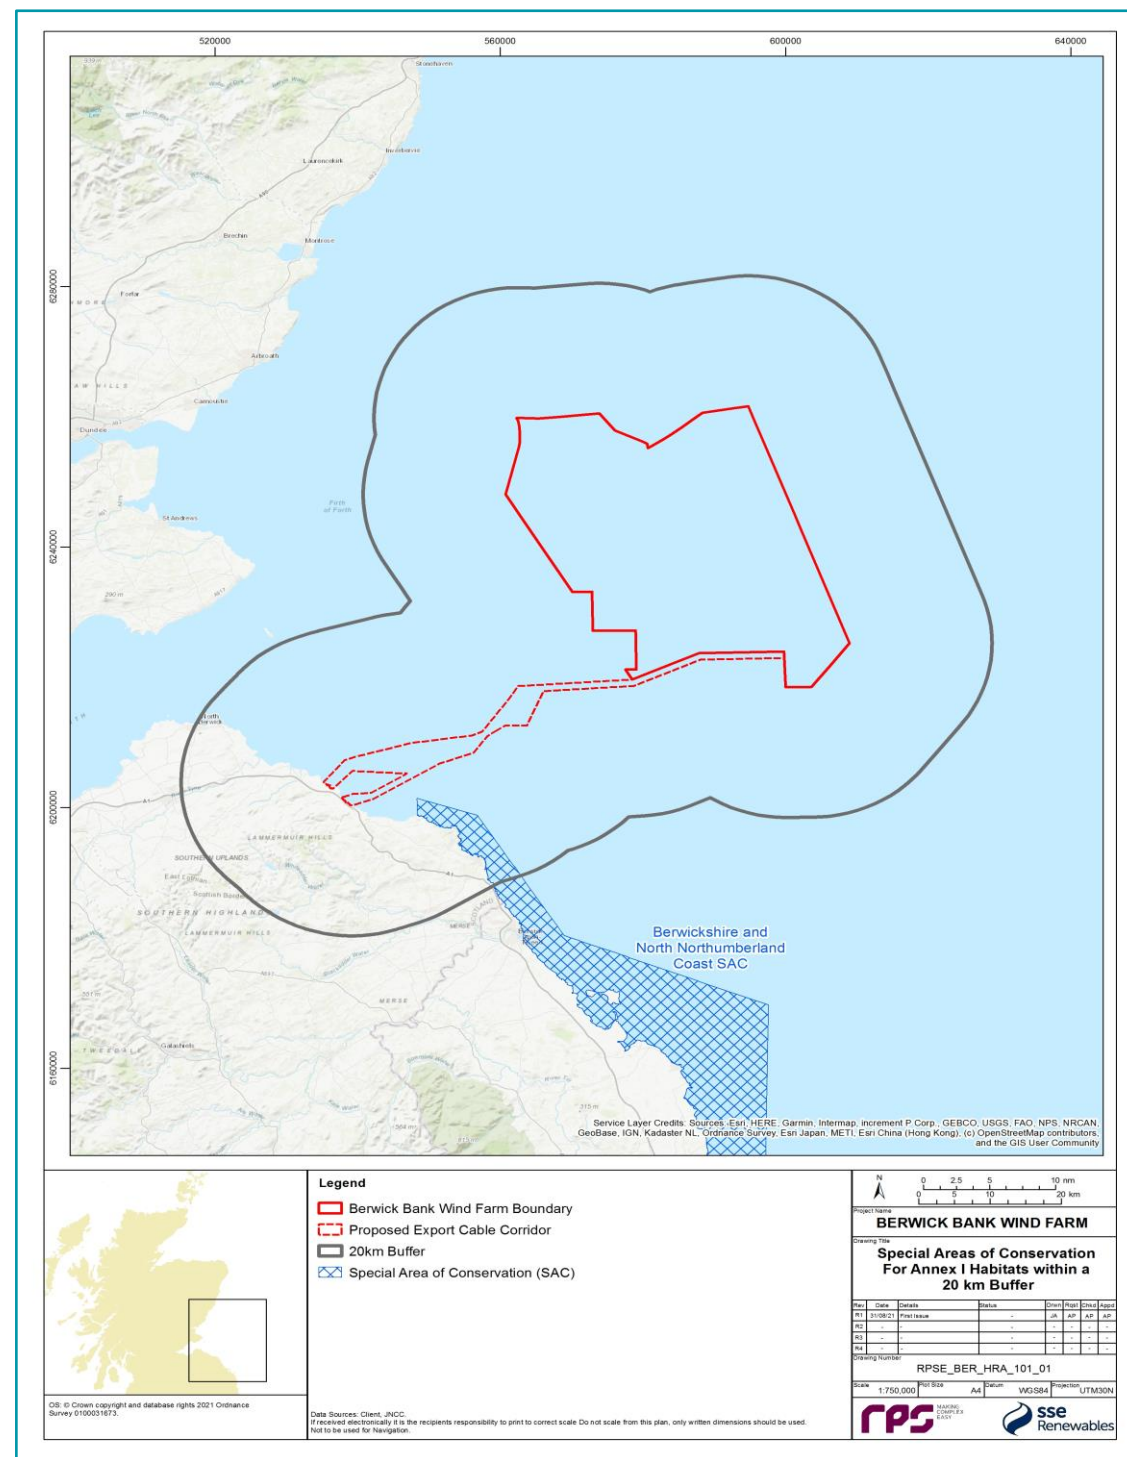 520000
560000
600000
640000
Stonehaven
Laurencekirk
Inverbervie
Brechin
Montrose
Forfar
Arbroath
Carnoustie
Dundee
Firth
of Forth
St Andrews
290 m
North
Berwick
A1
LAMMERMUIR HILLS
SOUTHERN UPLANDS
SOUTHERN HIGHLANDS
LAMMERMUIR HILLS
A1
MERSE
SCOTLAND
MERSE
Galashiels
TWEEDALE
315 m
6280000
6240000
6200000
6160000
Berwickshire and
North Northumberland
Coast SAC
Service Layer Credits: Sources: Esri, HERE, Garmin, Intermap, increment P Corp., GEBCO, USGS, FAO, NPS, NRCAN,
GeoBase, IGN, Kadaster NL, Ordnance Survey, Esri Japan, METI, Esri China (Hong Kong), (c) OpenStreetMap contributors,
and the GIS User Community
OS: © Crown copyright and database rights 2021 Ordnance
Survey 0100031673.
Legend
Berwick Bank Wind Farm Boundary
Proposed Export Cable Corridor
20km Buffer
Special Area of Conservation (SAC)
Data Sources: Client, JNCC.
If received electronically it is the recipients responsibility to print to correct scale Do not scale from this plan, only written dimensions should be used.
Not to be used for Navigation.
N
0 2.5 5 10 nm
0 5 10 20 km
Project Name
BERWICK BANK WIND FARM
Drawing Title
Special Areas of Conservation
For Annex I Habitats within a
20 km Buffer
Rev Date Details Status Drwn Rqst Chkd Appd
R1 31/08/21 First Issue - JA AP AP AP
R2 - - - - - - -
R3 - - - - - - -
R4 - - - - - - -
Drawing Number
RPSE_BER_HRA_101_01
Scale 1:750,000 Plot Size A4 Datum WGS84 Projection UTM30N
rps MAKING
COMPLEX
EASY
sse
Renewables